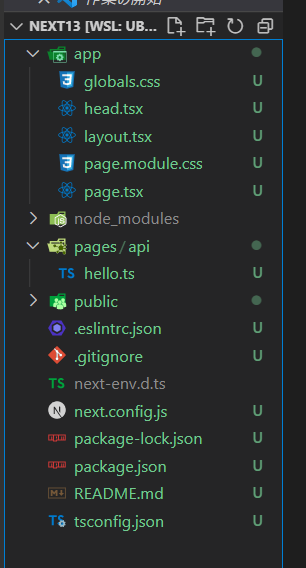 作業の開始
NEXT13 [WSL: UB...
app
globals.css U
head.tsx U
layout.tsx U
page.module.css U
page.tsx U
node_modules
pages/api
TS hello.ts U
public
.eslintrc.json U
.gitignore U
TS next-env.d.ts
N next.config.js U
npm package-lock.json U
npm package.json U
M README.md U
TS tsconfig.json U